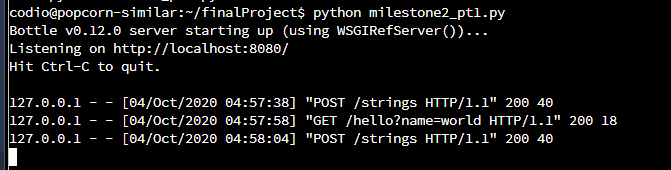 codio@popcorn-similar:~/finalProject$ python milestone2_pt1.py
Bottle v0.12.0 server starting up (using WSGIRefServer())...
Listening on http://localhost:8080/
Hit Ctrl-C to quit.
127.0.0.1 - - [04/Oct/2020 04:57:38] "POST /strings HTTP/1.1" 200 40
127.0.0.1 - - [04/Oct/2020 04:57:58] "GET /hello?name=world HTTP/1.1" 200 18
127.0.0.1 - - [04/Oct/2020 04:58:04] "POST /strings HTTP/1.1" 200 40